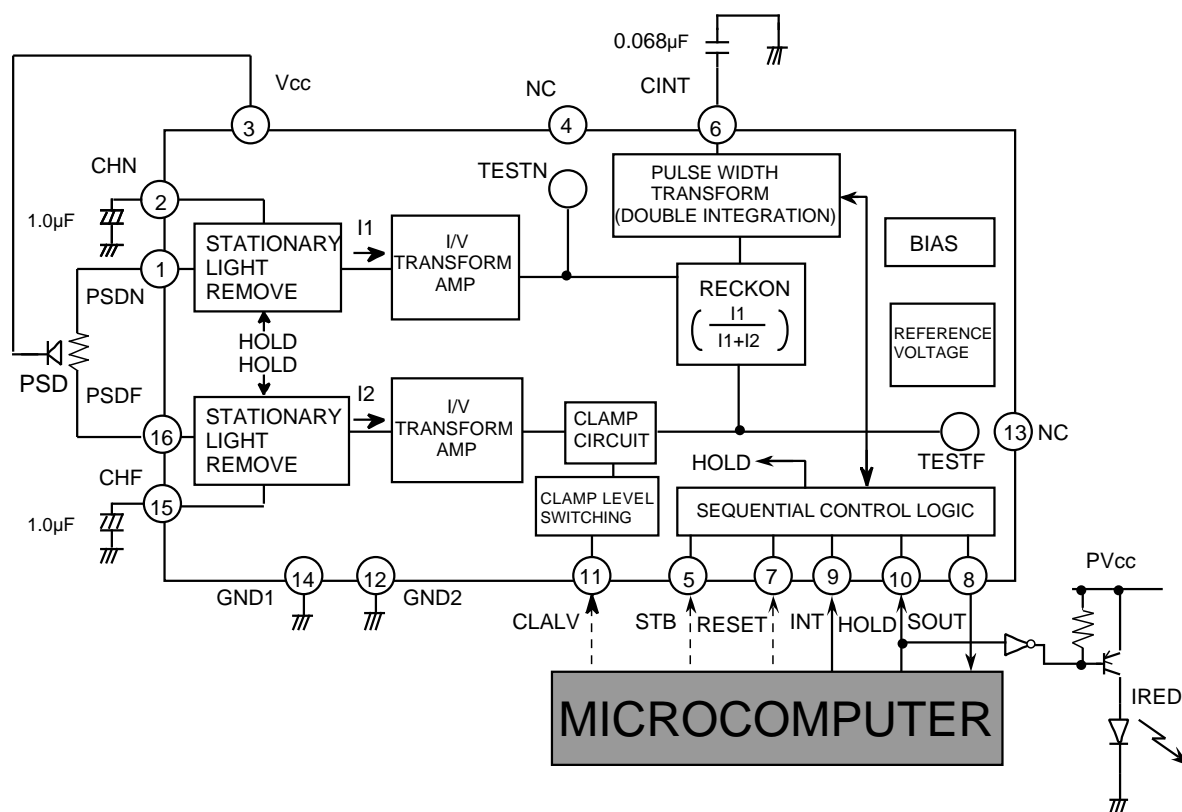 0.068µF
Vcc
NC
CINT
3
4
6
CHN
TESTN
PULSE WIDTH
TRANSFORM
(DOUBLE INTEGRATION)
2
1.0µF
STATIONARY
LIGHT
REMOVE
I1
I/V
TRANSFORM
AMP
BIAS
1
PSDN
RECKON
( I1
I1+I2 )
REFERENCE
VOLTAGE
HOLD
HOLD
PSD
PSDF
I2
I/V
TRANSFORM
AMP
STATIONARY
LIGHT
REMOVE
16
CLAMP
CIRCUIT
13
NC
TESTF
HOLD
CHF
15
1.0µF
CLAMP LEVEL
SWITCHING
SEQUENTIAL CONTROL LOGIC
14
12
11
5
7
9
10
8
PVcc
GND1
GND2
CLALV
STB
RESET
INT
HOLD
SOUT
MICROCOMPUTER
IRED